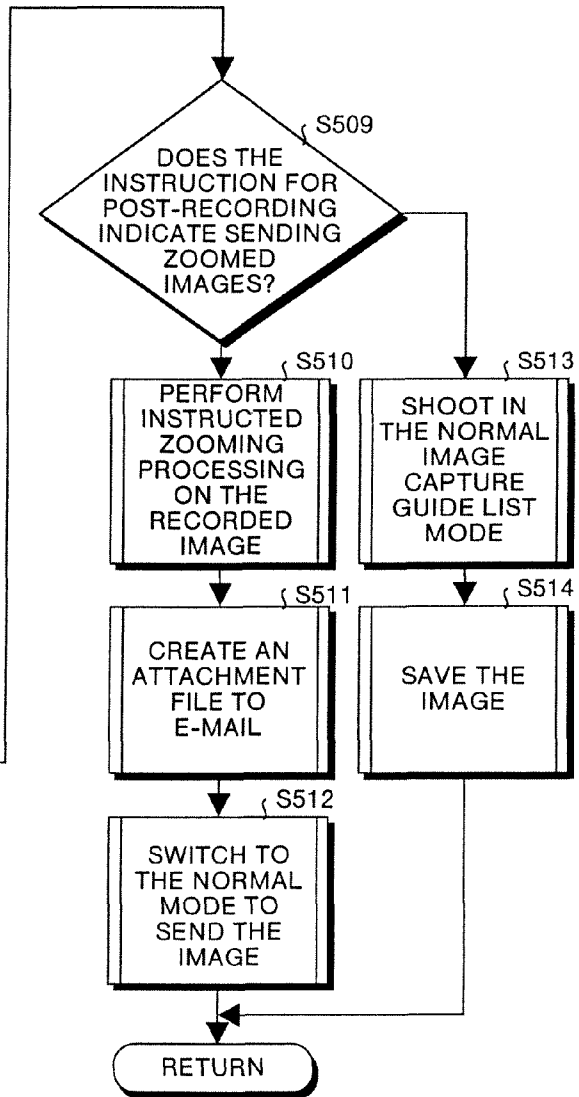 S509
DOES THE
INSTRUCTION FOR
POST-RECORDING
INDICATE SENDING
ZOOMED
IMAGES?
S510
PERFORM
INSTRUCTED
ZOOMING
PROCESSING
ON THE
RECORDED
IMAGE
S513
SHOOT IN
THE NORMAL
IMAGE
CAPTURE
GUIDE LIST
MODE
S511
CREATE AN
ATTACHMENT
FILE TO
E-MAIL
S514
SAVE THE
IMAGE
S512
SWITCH TO
THE NORMAL
MODE TO
SEND THE
IMAGE
RETURN